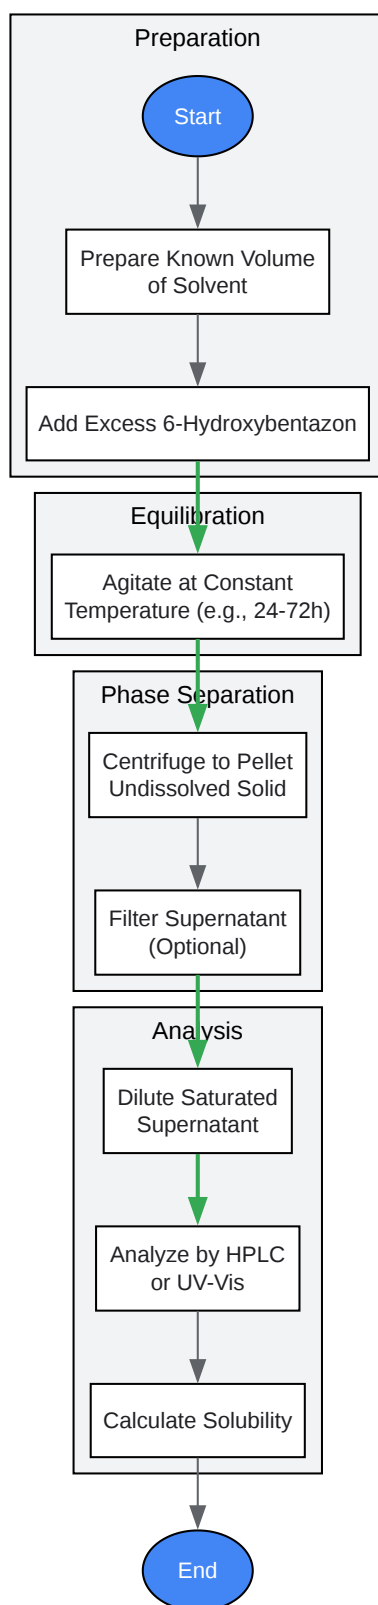 Preparation
Start
Prepare Known Volume
of Solvent
Add Excess 6-Hydroxybentazon
Equilibration
Agitate at Constant
Temperature (e.g., 24-72h)
Phase Separation
Centrifuge to Pellet
Undissolved Solid
Filter Supernatant
(Optional)
Analysis
Dilute Saturated
Supernatant
Analyze by HPLC
or UV-Vis
Calculate Solubility
End